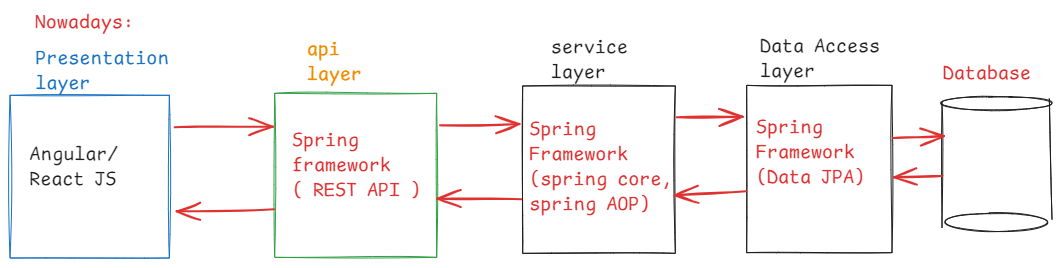 Nowadays:
Presentation
layer
api
layer
service
layer
Data Access
layer
Database
Angular/
React JS
Spring
framework
( REST API )
Spring
Framework
(spring core,
spring AOP)
Spring
Framework
(Data JPA)